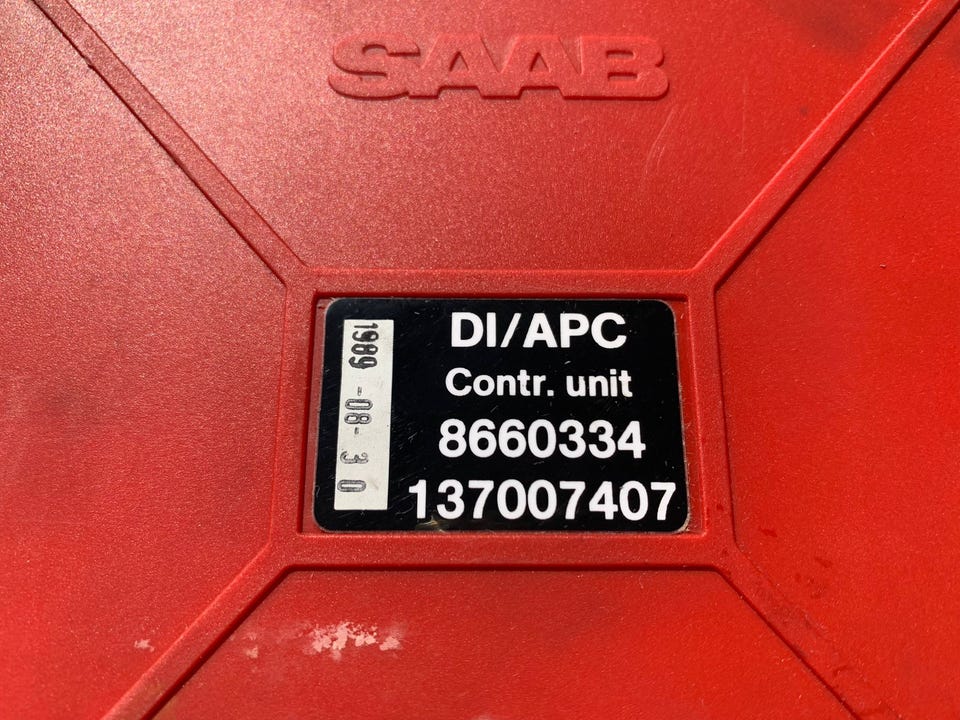 SAAB
DI/APC
Contr. unit
8660334
137007407
1989-08-30